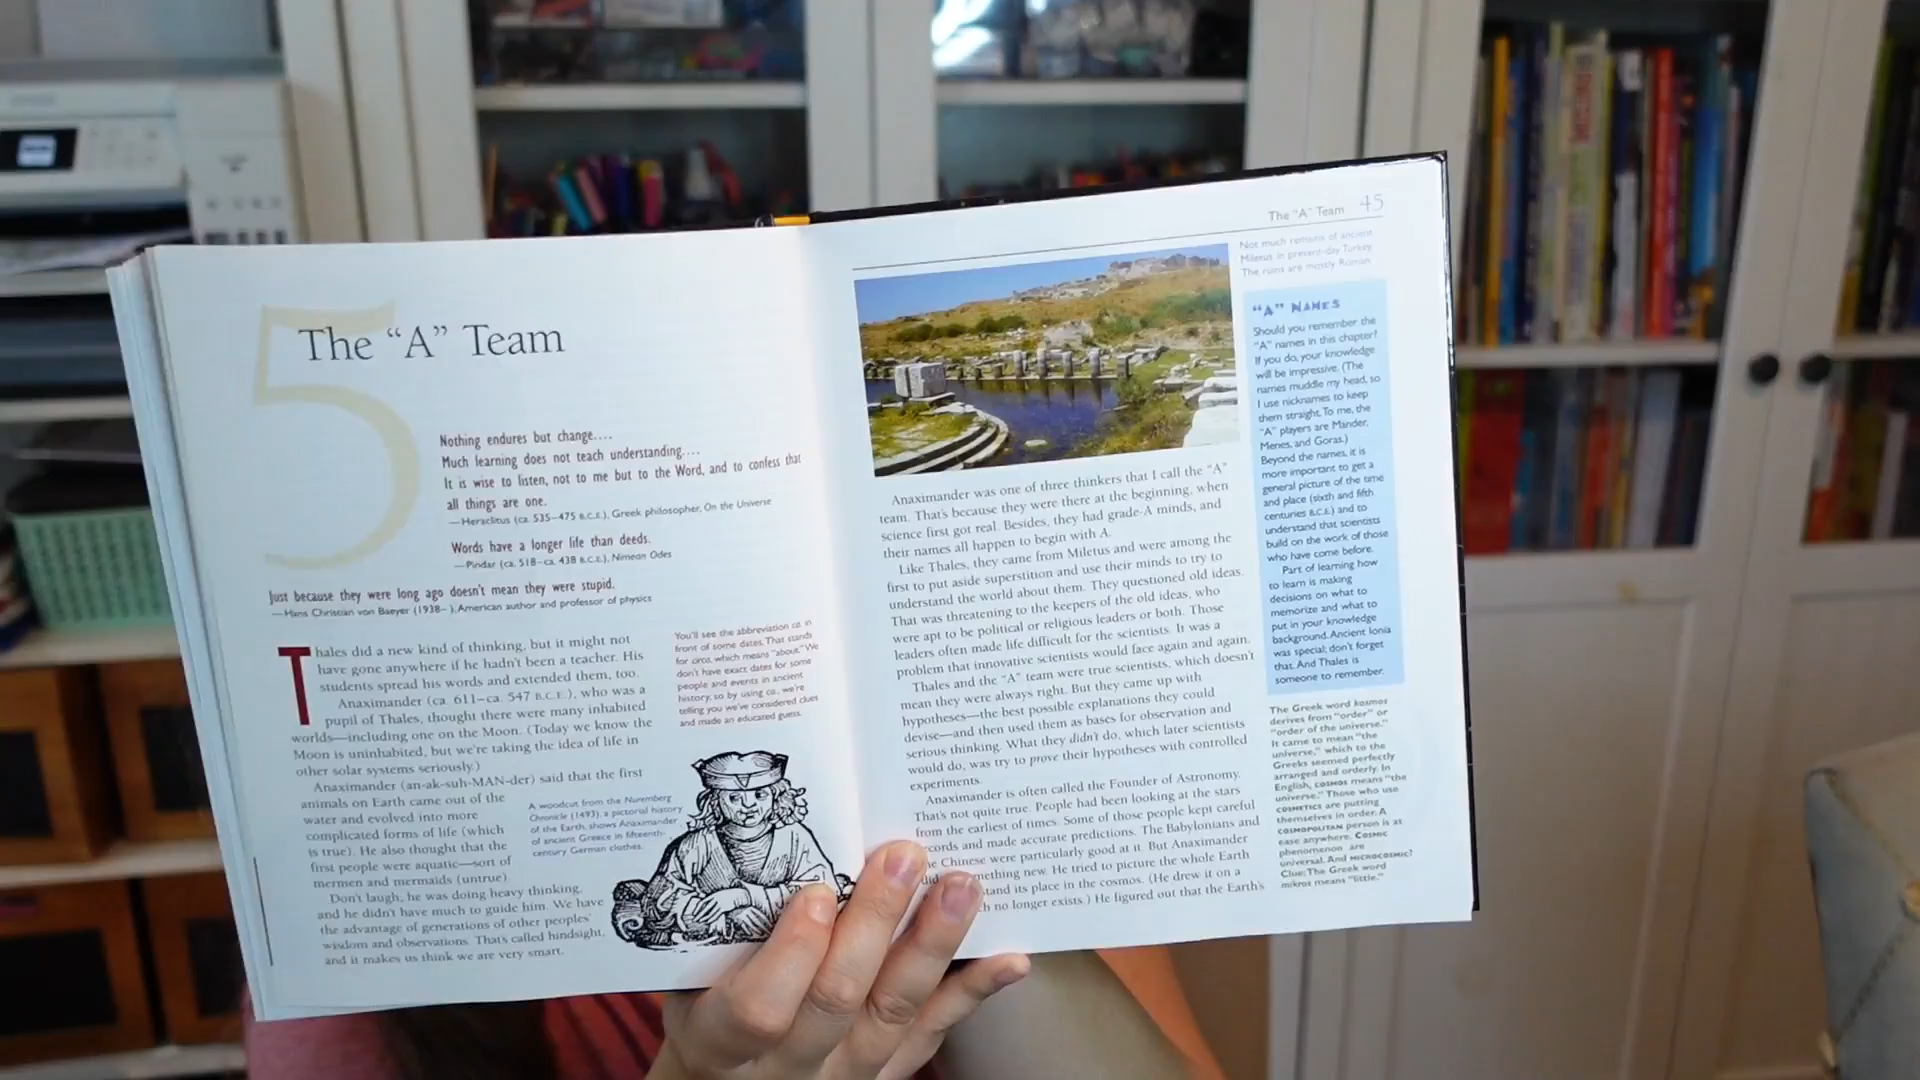 5
The “A” Team
Nothing endures but change....
Much learning does not teach understanding....
It is wise to listen, not to me but to the Word, and to confess that
all things are one.
—Heraclitus (ca. 535–475 B.C.E.), Greek philosopher, On the Universe
Words have a longer life than deeds.
—Pindar (ca. 518–ca. 438 B.C.E.), Nimean Odes
Just because they were long ago doesn't mean they were stupid.
—Hans Christian von Baeyer (1938– ), American author and professor of physics
Thales did a new kind of thinking, but it might not
have gone anywhere if he hadn't been a teacher. His
students spread his words and extended them, too.
Anaximander (ca. 611–ca. 547 B.C.E.), who was a
pupil of Thales, thought there were many inhabited
worlds—including one on the Moon. (Today we know the
Moon is uninhabited, but we're taking the idea of life in
other solar systems seriously.)
Anaximander (an-ak-suh-MAN-der) said that the first
animals on Earth came out of the
water and evolved into more
complicated forms of life (which
is true). He also thought that the
first people were aquatic—sort of
mermen and mermaids (untrue).
Don't laugh; he was doing heavy thinking,
and he didn't have much to guide him. We have
the advantage of generations of other peoples'
wisdom and observations. That's called hindsight,
and it makes us think we are very smart.
You'll see the abbreviation ca. in
front of some dates. That stands
for circa, which means “about.” We
don't have exact dates for some
people and events in ancient
history, so by using ca., we're
telling you we've considered clues
and made an educated guess.
A woodcut from the Nuremberg
Chronicle (1493), a pictorial history
of the Earth, shows Anaximander
of ancient Greece in fifteenth-
century German clothes.
The “A” Team 45
Not much remains of ancient
Miletus in present-day Turkey.
The ruins are mostly Roman.
Anaximander was one of three thinkers that I call the “A”
team. That's because they were there at the beginning, when
science first got real. Besides, they had grade-A minds, and
their names all happen to begin with A.
Like Thales, they came from Miletus and were among the
first to put aside superstition and use their minds to try to
understand the world about them. They questioned old ideas.
That was threatening to the keepers of the old ideas, who
were apt to be political or religious leaders or both. Those
leaders often made life difficult for the scientists. It was a
problem that innovative scientists would face again and again.
Thales and the “A” team were true scientists, which doesn't
mean they were always right. But they came up with
hypotheses—the best possible explanations they could
devise—and then used them as bases for observation and
serious thinking. What they didn't do, which later scientists
would do, was try to prove their hypotheses with controlled
experiments.
Anaximander is often called the Founder of Astronomy.
That's not quite true. People had been looking at the stars
from the earliest of times. Some of those people kept careful
records and made accurate predictions. The Babylonians and
the Chinese were particularly good at it. But Anaximander
did something new. He tried to picture the whole Earth
and its place in the cosmos. (He drew it on a
no longer exists.) He figured out that the Earth's
“A” NAMES
Should you remember the
“A” names in this chapter?
If you do, your knowledge
will be impressive. (The
names muddle my head, so
I use nicknames to keep
them straight. To me, the
“A” players are Mander,
Menes, and Goras.)
Beyond the names, it is
more important to get a
general picture of the time
and place (sixth and fifth
centuries B.C.E.) and to
understand that scientists
build on the work of those
who have come before.
Part of learning how
to learn is making
decisions on what to
memorize and what to
put in your knowledge
background. Ancient Ionia
was special; don't forget
that. And Thales is
someone to remember.
The Greek word kosmos
derives from “order” or
“order of the universe.”
It came to mean “the
universe,” which to the
Greeks seemed perfectly
arranged and orderly. In
English, COSMOS means “the
universe.” Those who use
COSMETICS are putting
themselves in order. A
COSMOPOLITAN person is at
ease anywhere. COSMIC
phenomenon are
universal. And MICROCOSMIC?
Clue: The Greek word
mikros means “little.”